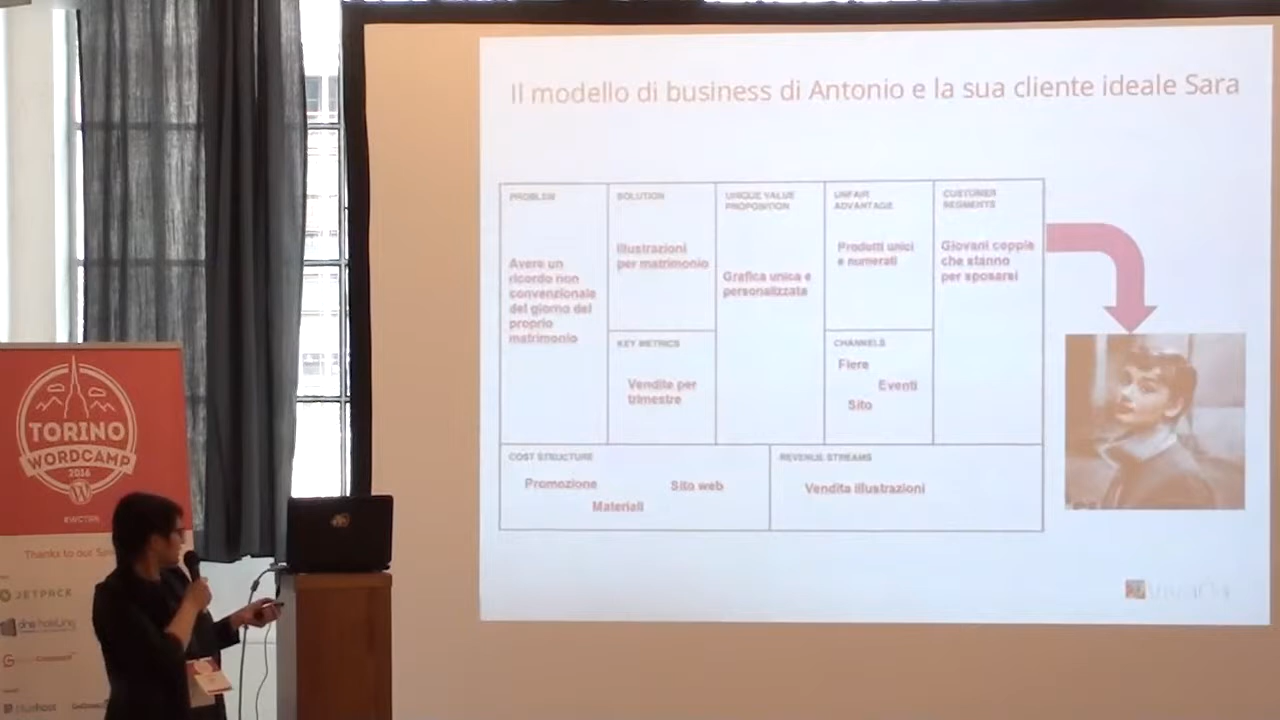 Il modello di business di Antonio e la sua cliente ideale Sara
PROBLEM
Avere un
ricordo non
convenzionale
del giorno del
proprio
matrimonio
SOLUTION
Illustrazioni
per matrimonio
KEY METRICS
Vendite per
trimestre
UNIQUE VALUE
PROPOSITION
Grafica unica e
personalizzata
UNFAIR
ADVANTAGE
Prodotti unici
e numerati
CHANNELS
Fiere
Eventi
Sito
CUSTOMER
SEGMENTS
Giovani coppie
che stanno
per sposarsi
COST STRUCTURE
Promozione
Sito web
Materiali
REVENUE STREAMS
Vendita illustrazioni
TORINO
WORDCAMP
2016
#WCTRN
Thanks to our
JETPACK
bluehost